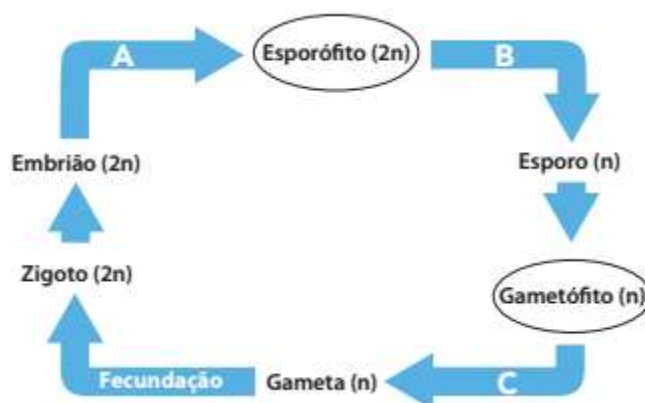 A
Esporófito (2n)
B
Embrião (2n)
Esporo (n)
Zigoto (2n)
Gametófito (n)
Fecundação
Gameta (n)
C